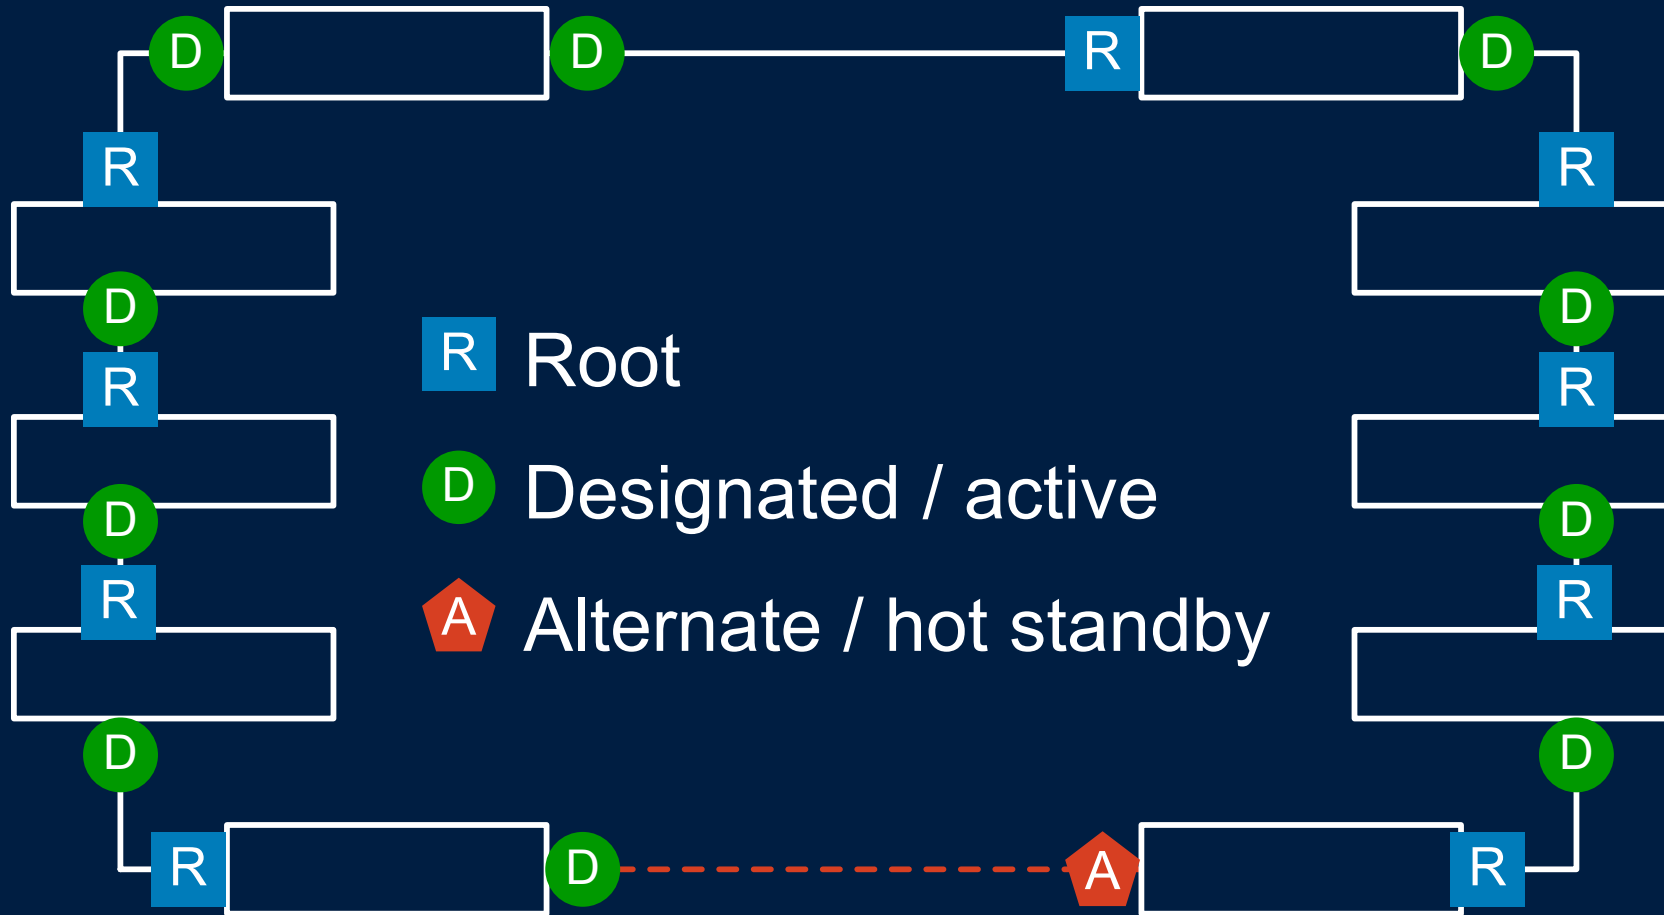 D D R D
R R
D D
R R
R Root
D Designated / active
D D
R R
A Alternate / hot standby
D D
R D A R